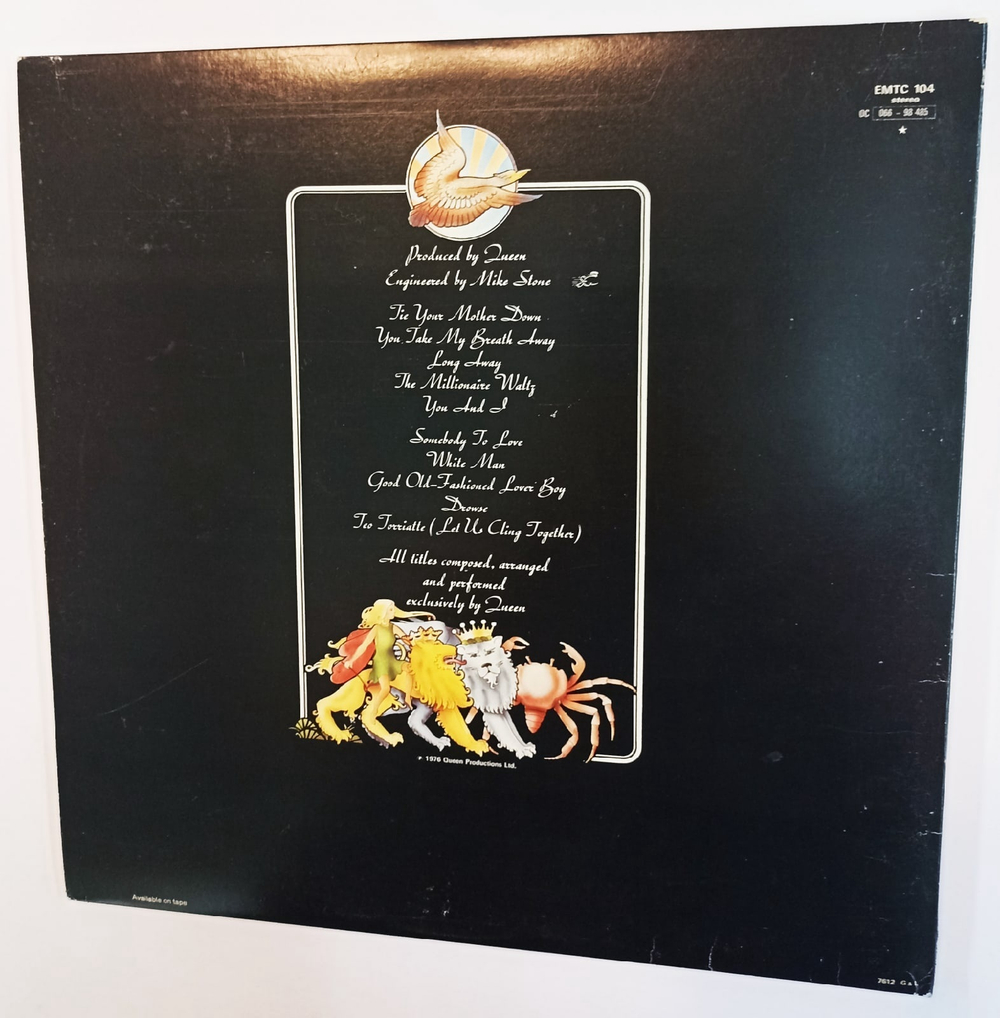 EMTC 104
stereo
OC 066 - 98 485
Produced by Queen
Engineered by Mike Stone
Tie Your Mother Down
You Take My Breath Away
Long Away
The Millionaire Waltz
You And I
Somebody To Love
White Man
Good Old-Fashioned Lover Boy
Drowse
Teo Torriatte (Let Us Cling Together)
All titles composed, arranged
and performed
exclusively by Queen
℗ 1976 Queen Productions Ltd.
Available on tape
7612